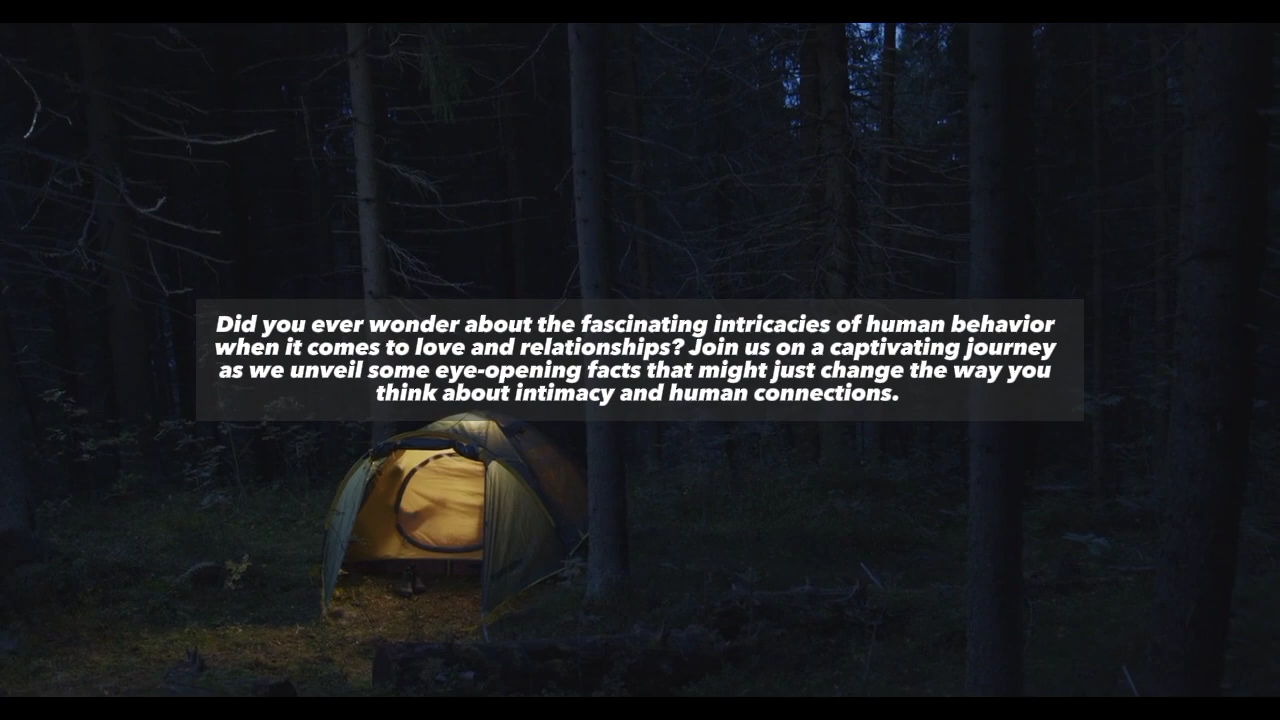 Did you ever wonder about the fascinating intricacies of human behavior
when it comes to love and relationships? Join us on a captivating journey
as we unveil some eye-opening facts that might just change the way you
think about intimacy and human connections.